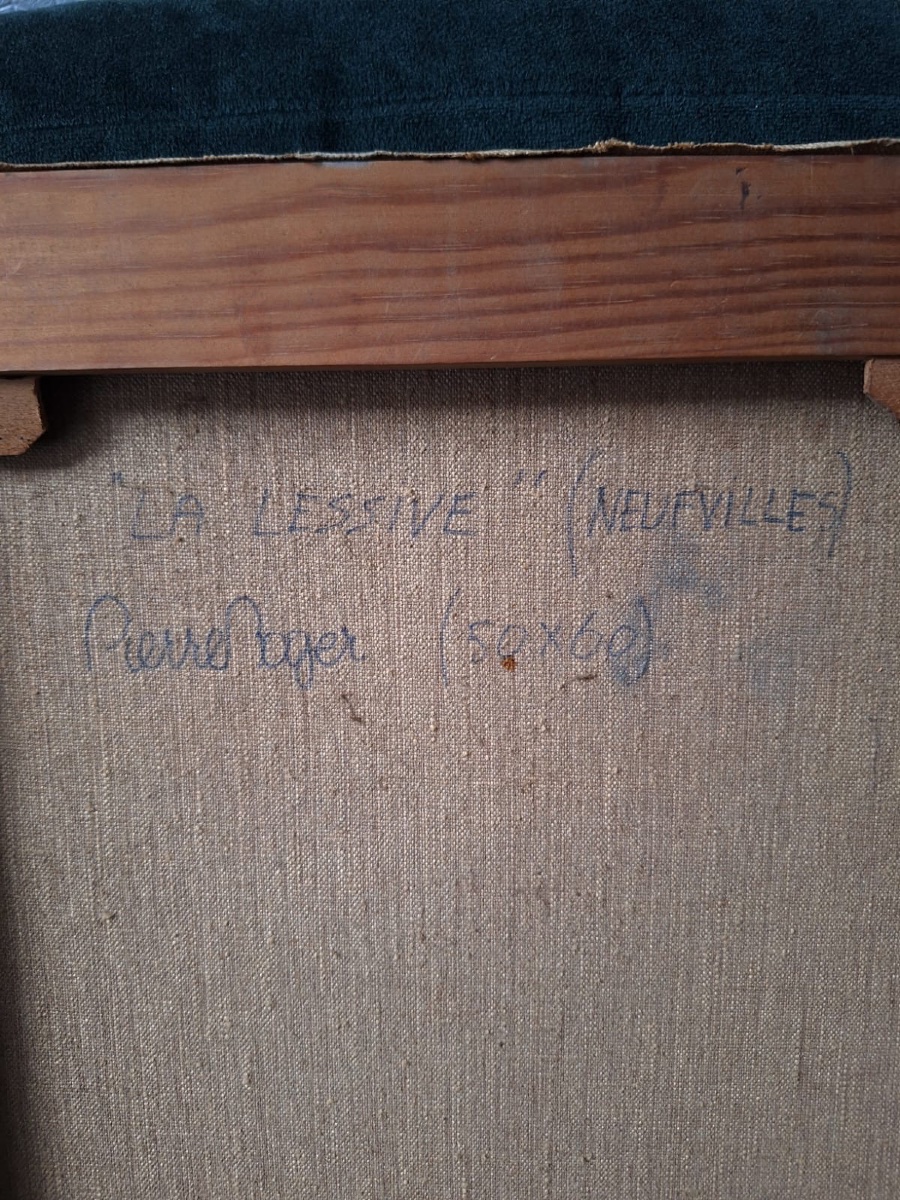 "LA LESSIVE" (NEUFVILLES)
Pierre Roger (50x60)